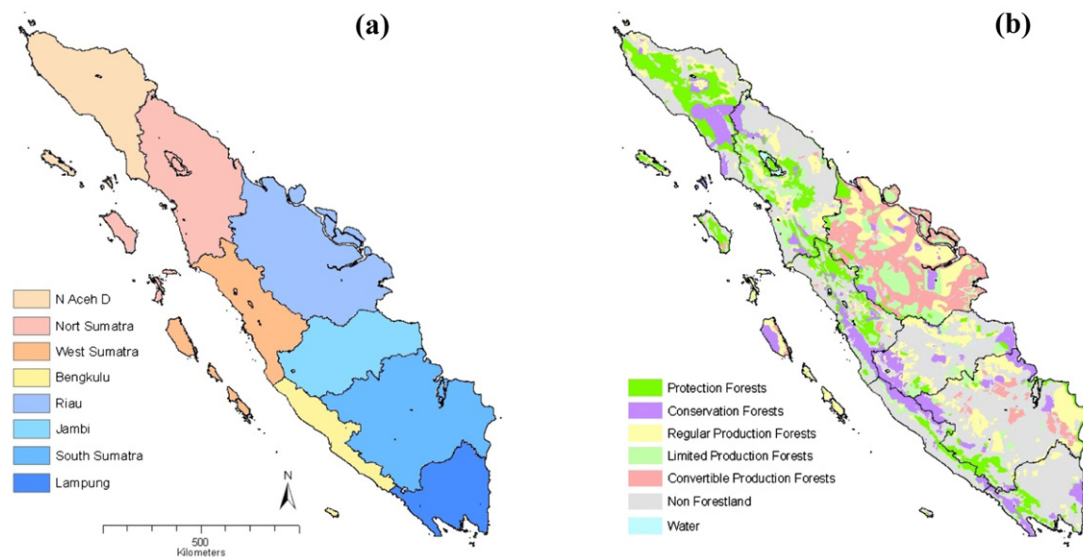 (a)
N Aceh D
Nort Sumatra
West Sumatra
Bengkulu
Riau
Jambi
South Sumatra
Lampung
N
500
Kilometers
(b)
Protection Forests
Conservation Forests
Regular Production Forests
Limited Production Forests
Convertible Production Forests
Non Forestland
Water